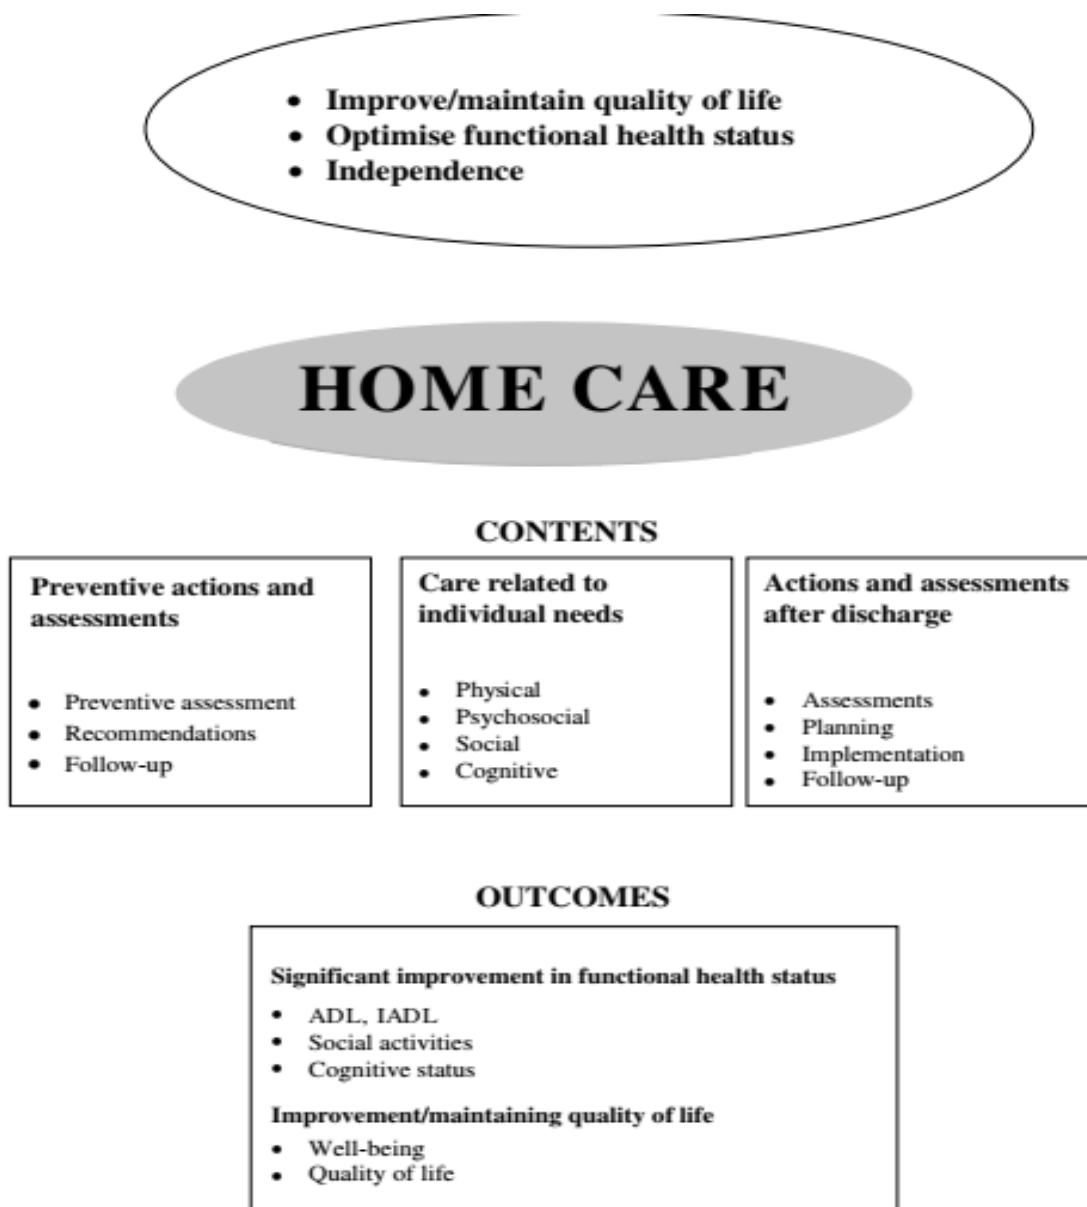 • Improve/maintain quality of life
• Optimise functional health status
• Independence
HOME CARE
CONTENTS
Preventive actions and
assessments
• Preventive assessment
• Recommendations
• Follow-up
Care related to
individual needs
• Physical
• Psychosocial
• Social
• Cognitive
Actions and assessments
after discharge
• Assessments
• Planning
• Implementation
• Follow-up
OUTCOMES
Significant improvement in functional health status
• ADL, IADL
• Social activities
• Cognitive status
Improvement/maintaining quality of life
• Well-being
• Quality of life